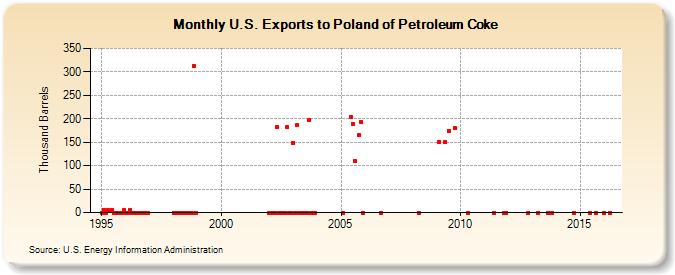 Monthly U.S. Exports to Poland of Petroleum Coke
Thousand Barrels
350
300
250
200
150
100
50
0
1995 2000 2005 2010 2015
Source: U.S. Energy Information Administration